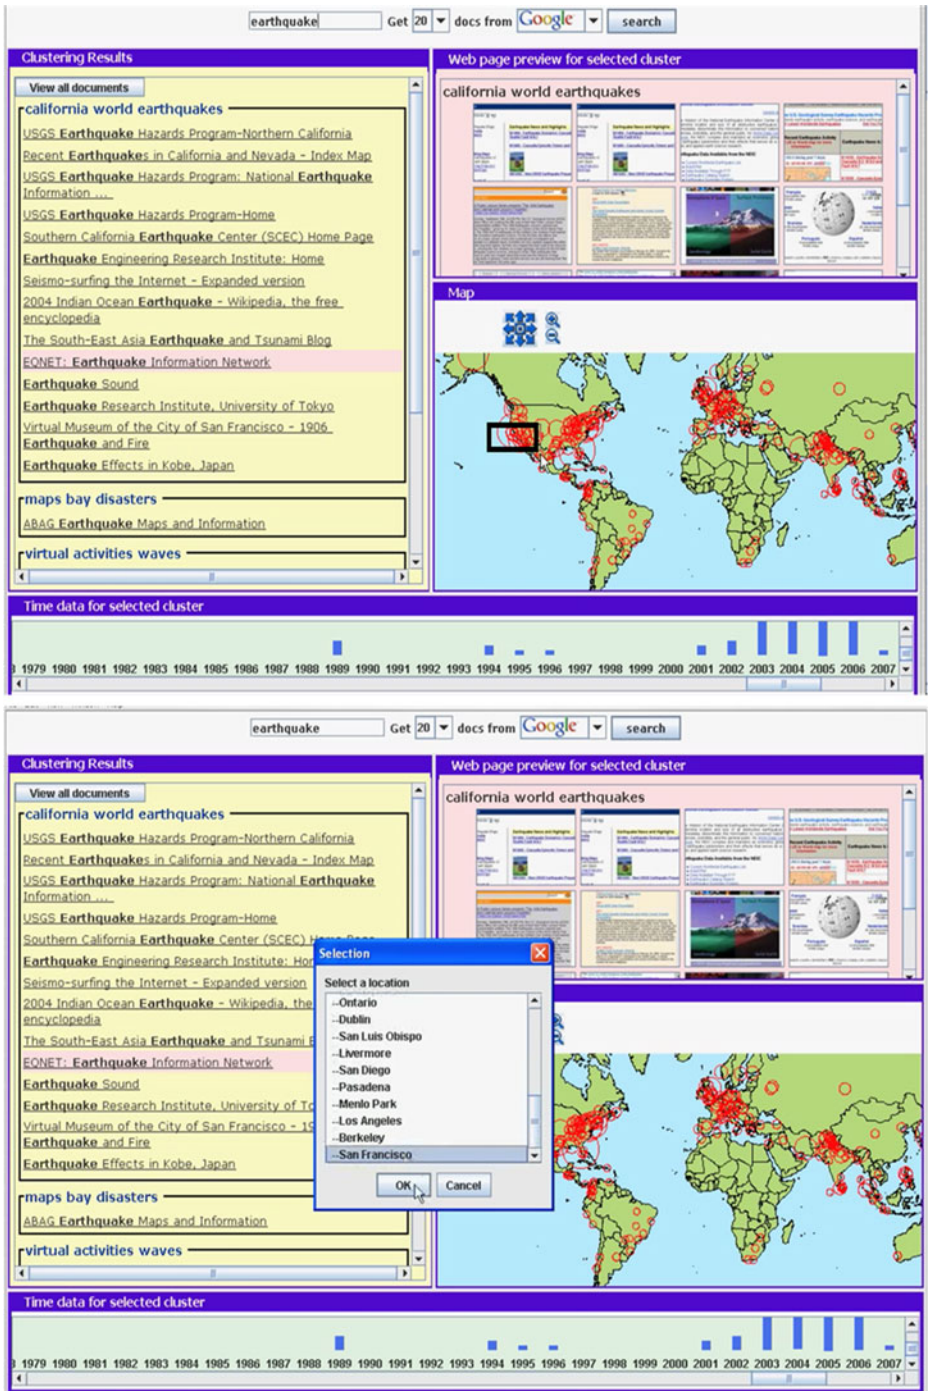 earthquake Get 20 docs from Google search
Clustering Results
View all documents
california world earthquakes
USGS Earthquake Hazards Program-Northern California
Recent Earthquakes in California and Nevada - Index Map
USGS Earthquake Hazards Program: National Earthquake
Information ...
USGS Earthquake Hazards Program-Home
Southern California Earthquake Center (SCEC) Home Page
Earthquake Engineering Research Institute: Home
Seismo-surfing the Internet - Expanded version
2004 Indian Ocean Earthquake - Wikipedia, the free
encyclopedia
The South-East Asia Earthquake and Tsunami Blog
EQNET: Earthquake Information Network
Earthquake Sound
Earthquake Research Institute, University of Tokyo
Virtual Museum of the City of San Francisco - 1906
Earthquake and Fire
Earthquake Effects in Kobe, Japan
maps bay disasters
ABAG Earthquake Maps and Information
virtual activities waves
Web page preview for selected cluster
california world earthquakes
Map
Time data for selected cluster
1979 1980 1981 1982 1983 1984 1985 1986 1987 1988 1989 1990 1991 1992 1993 1994 1995 1996 1997 1998 1999 2000 2001 2002 2003 2004 2005 2006 2007
earthquake Get 20 docs from Google search
Clustering Results
View all documents
california world earthquakes
USGS Earthquake Hazards Program-Northern California
Recent Earthquakes in California and Nevada - Index Map
USGS Earthquake Hazards Program: National Earthquake
Information ...
USGS Earthquake Hazards Program-Home
Southern California Earthquake Center (SCEC)
Earthquake Engineering Research Institute: Hor
Seismo-surfing the Internet - Expanded version
2004 Indian Ocean Earthquake - Wikipedia, the
encyclopedia
The South-East Asia Earthquake and Tsunami
EQNET: Earthquake Information Network
Earthquake Sound
Earthquake Research Institute, University of To
Virtual Museum of the City of San Francisco - 19
Earthquake and Fire
Earthquake Effects in Kobe, Japan
maps bay disasters
ABAG Earthquake Maps and Information
virtual activities waves
Web page preview for selected cluster
california world earthquakes
Selection
Select a location
--Ontario
--Dublin
--San Luis Obispo
--Livermore
--San Diego
--Pasadena
--Menlo Park
--Los Angeles
--Berkeley
--San Francisco
OK Cancel
Time data for selected cluster
1979 1980 1981 1982 1983 1984 1985 1986 1987 1988 1989 1990 1991 1992 1993 1994 1995 1996 1997 1998 1999 2000 2001 2002 2003 2004 2005 2006 2007